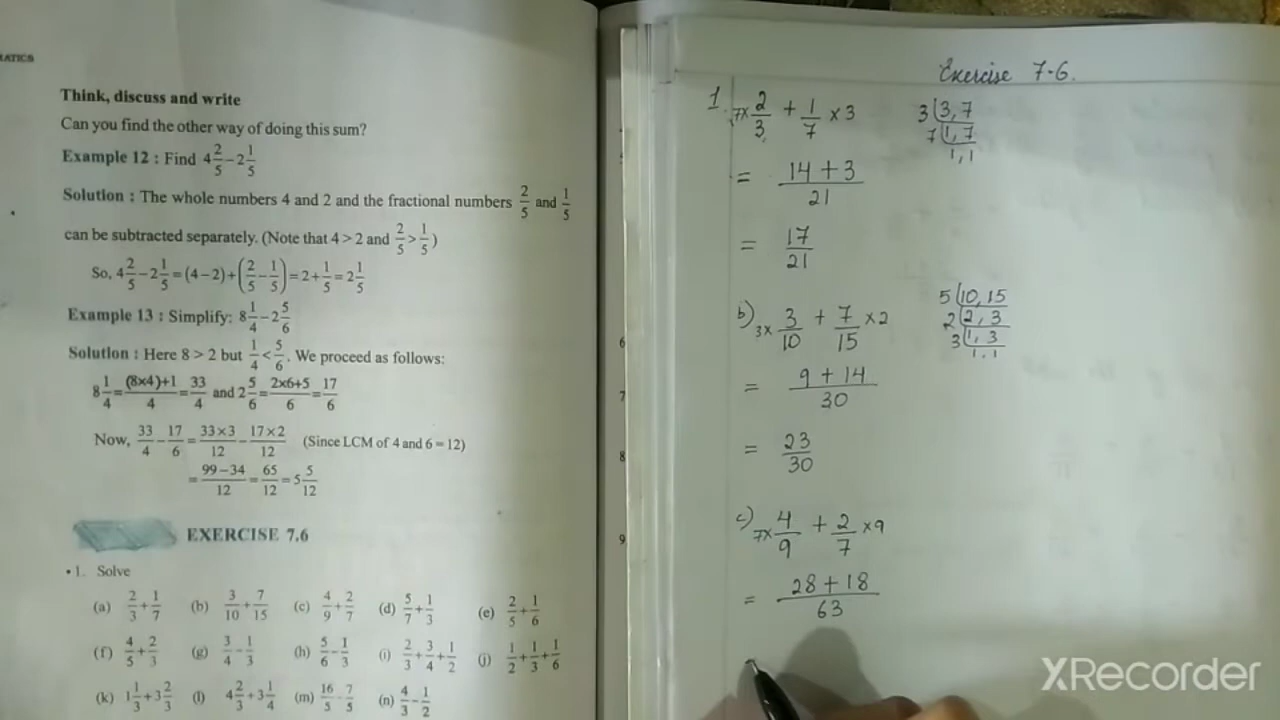 MATICS
Think, discuss and write
Can you find the other way of doing this sum?
Example 12 : Find 4 2/5 − 2 1/5
Solution : The whole numbers 4 and 2 and the fractional numbers 2/5 and 1/5
can be subtracted separately. (Note that 4 > 2 and 2/5 > 1/5)
So, 4 2/5 − 2 1/5 = (4−2) + (2/5 − 1/5) = 2 + 1/5 = 2 1/5
Example 13 : Simplify: 8 1/4 − 2 5/6
Solution : Here 8 > 2 but 1/4 < 5/6. We proceed as follows:
8 1/4 = (8×4)+1/4 = 33/4 and 2 5/6 = 2×6+5/6 = 17/6
Now, 33/4 − 17/6 = 33×3/12 − 17×2/12 (Since LCM of 4 and 6 = 12)
= 99−34/12 = 65/12 = 5 5/12
EXERCISE 7.6
1. Solve
(a) 2/3 + 1/7 (b) 3/10 + 7/15 (c) 4/9 + 2/7 (d) 5/7 + 1/3 (e) 2/5 + 1/6
(f) 4/5 + 2/3 (g) 3/4 − 1/3 (h) 5/6 − 1/3 (i) 2/3 + 3/4 + 1/2 (j) 1/2 + 1/3 + 1/6
(k) 1 1/3 + 3 2/3 (l) 4 2/3 + 3 1/4 (m) 16/5 − 7/5 (n) 4/3 − 1/2
6
7
8
9
Exercise 7.6.
1. 7× 2/3 + 1/7 ×3
3 | 3, 7
7 | 1, 7
1, 1
= 14 + 3/21
= 17/21
b) 3× 3/10 + 7/15 ×2
5 | 10, 15
2 | 2, 3
3 | 1, 3
1, 1
= 9 + 14/30
= 23/30
c) 7× 4/9 + 2/7 ×9
= 28 + 18/63
XRecorder